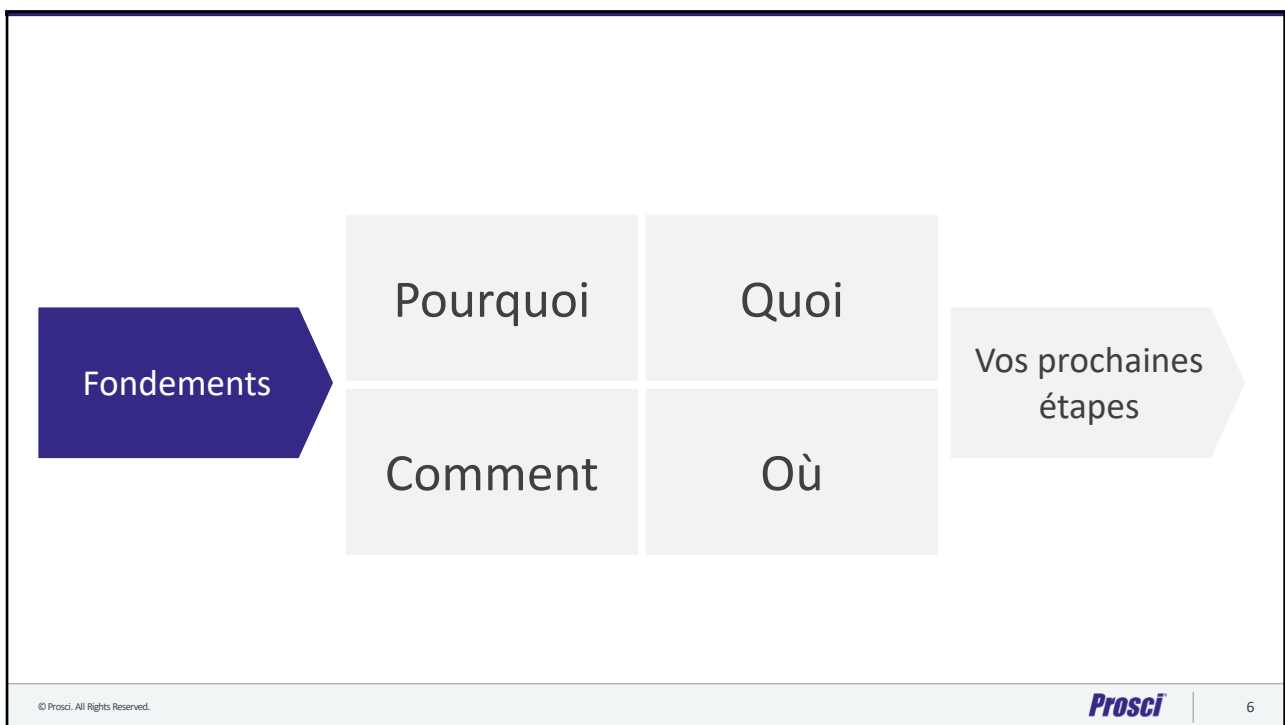 Fondements
Pourquoi
Quoi
Comment
Où
Vos prochaines
étapes
© Prosci. All Rights Reserved.
Prosci®
6